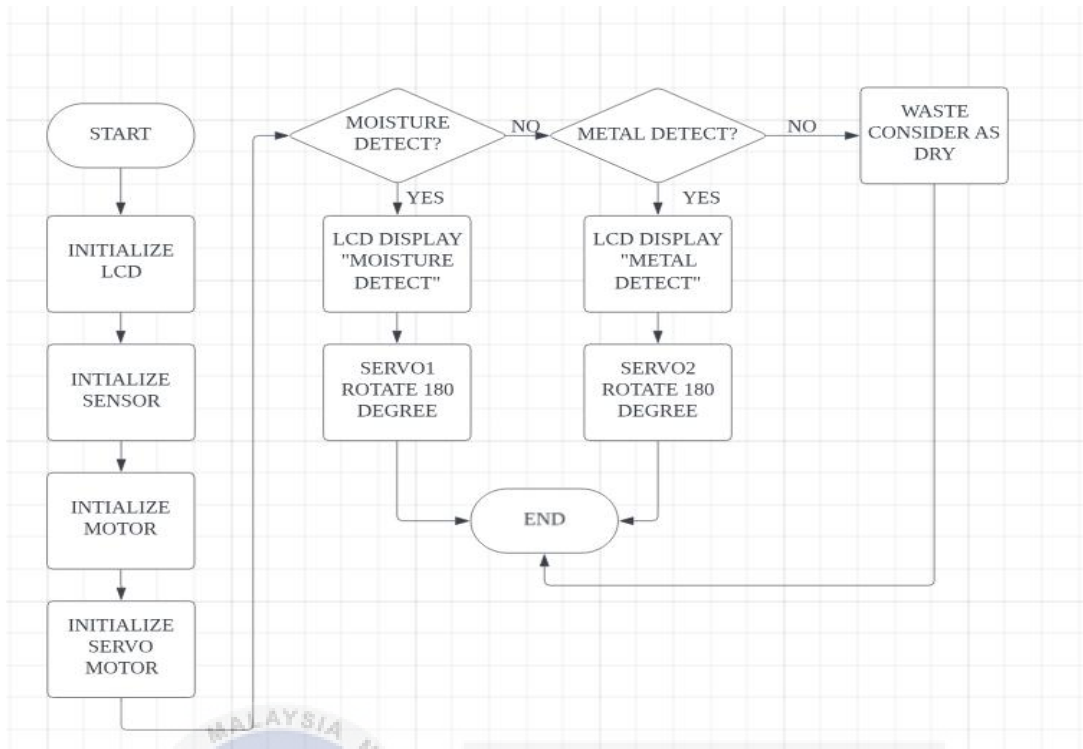 START
INITIALIZE
LCD
INTIALIZE
SENSOR
INTIALIZE
MOTOR
INITIALIZE
SERVO
MOTOR
MOISTURE
DETECT?
NO
YES
LCD DISPLAY
"MOISTURE
DETECT"
SERVO1
ROTATE 180
DEGREE
METAL DETECT?
NO
YES
LCD DISPLAY
"METAL
DETECT"
SERVO2
ROTATE 180
DEGREE
WASTE
CONSIDER AS
DRY
END
MALAYSIA